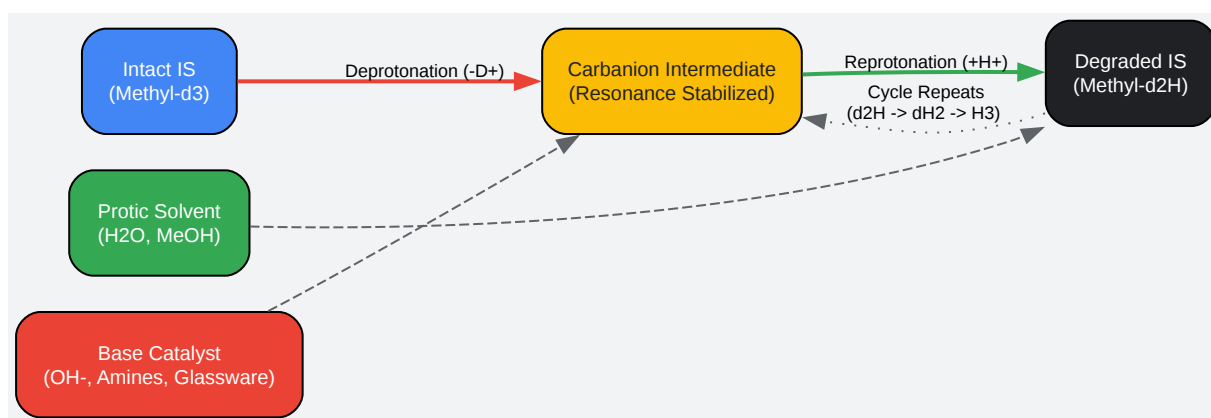 Intact IS
(Methyl-d3)
Deprotonation (-D+)
Carbanion Intermediate
(Resonance Stabilized)
Reprotonation (+H+)
Cycle Repeats
(d2H -> dH2 -> H3)
Degraded IS
(Methyl-d2H)
Protic Solvent
(H2O, MeOH)
Base Catalyst
(OH-, Amines, Glassware)